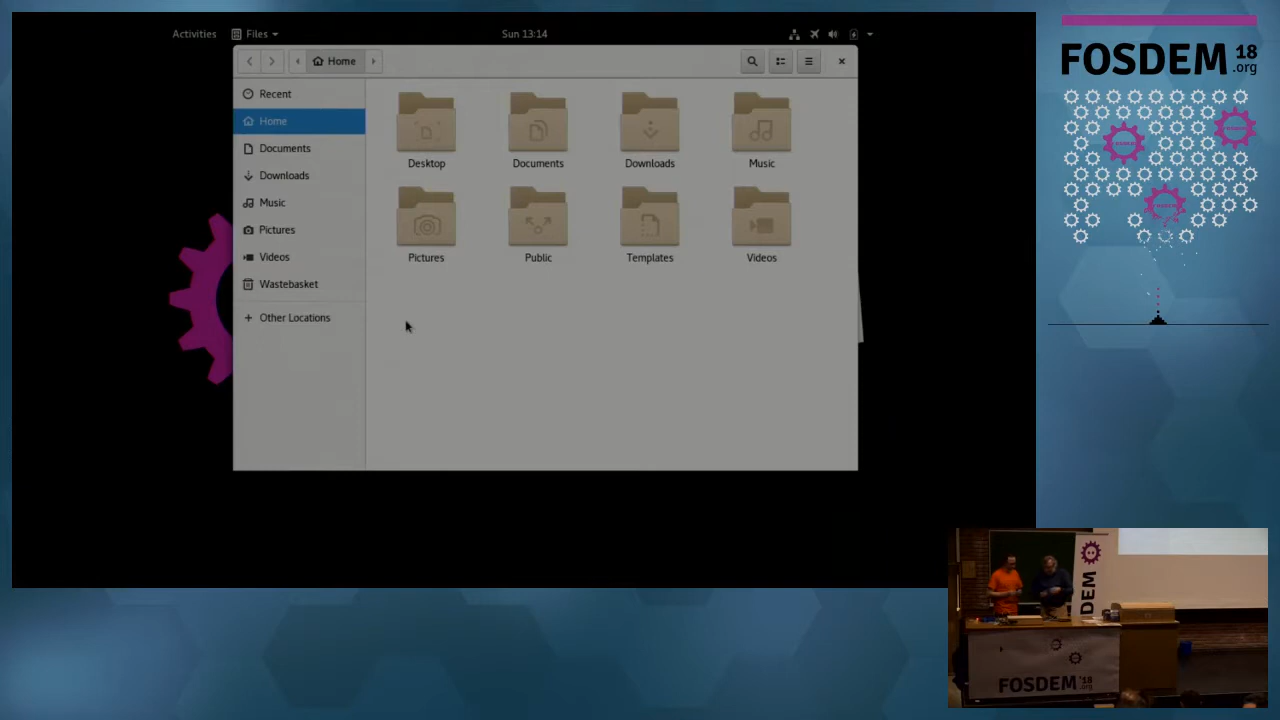 Activities
Files
Sun 13:14
Home
Recent
Home
Documents
Downloads
Music
Pictures
Videos
Wastebasket
Other Locations
Desktop
Documents
Downloads
Music
Pictures
Public
Templates
Videos
FOSDEM 18
.org
DEM
FOSDEM '18
.org